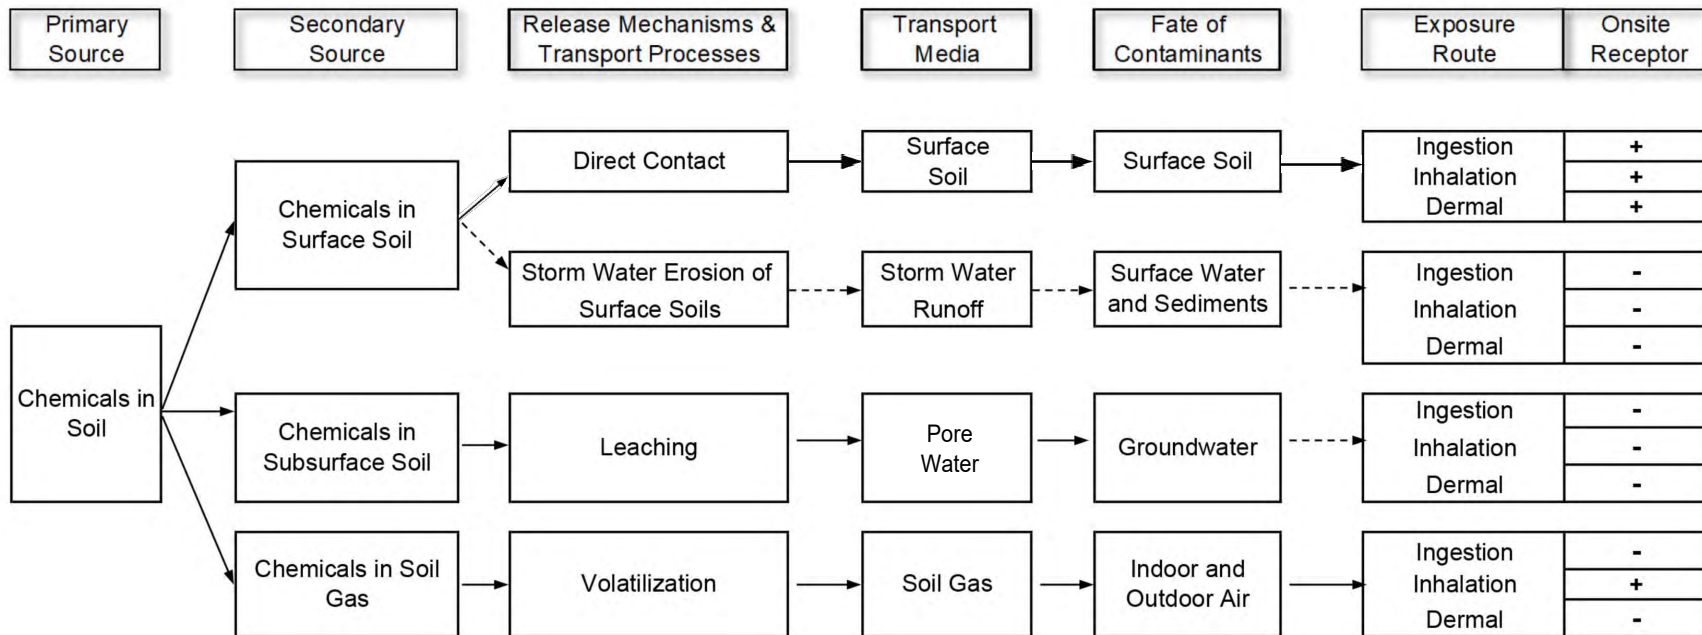 Primary
Source
Secondary
Source
Release Mechanisms &
Transport Processes
Transport
Media
Fate of
Contaminants
Exposure
Route
Onsite
Receptor
Chemicals in
Soil
Chemicals in
Surface Soil
Direct Contact
Surface
Soil
Surface Soil
Ingestion +
Inhalation +
Dermal +
Storm Water Erosion of
Surface Soils
Storm Water
Runoff
Surface Water
and Sediments
Ingestion -
Inhalation -
Dermal -
Chemicals in
Subsurface Soil
Leaching
Pore
Water
Groundwater
Ingestion -
Inhalation -
Dermal -
Chemicals in Soil
Gas
Volatilization
Soil Gas
Indoor and
Outdoor Air
Ingestion -
Inhalation +
Dermal -